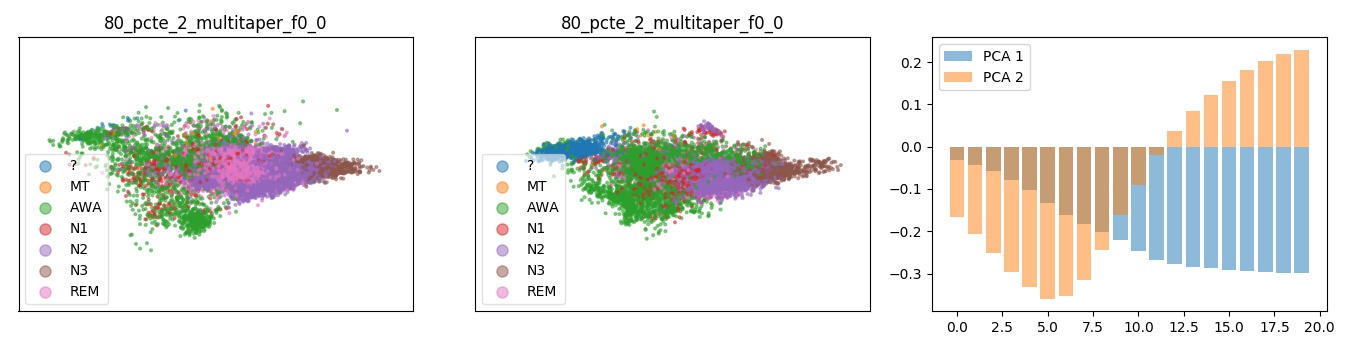 80_pcte_2_multitaper_f0_0
?
MT
AWA
N1
N2
N3
REM
80_pcte_2_multitaper_f0_0
?
MT
AWA
N1
N2
N3
REM
PCA 1
PCA 2
0.2
0.1
0.0
−0.1
−0.2
−0.3
0.0 2.5 5.0 7.5 10.0 12.5 15.0 17.5 20.0